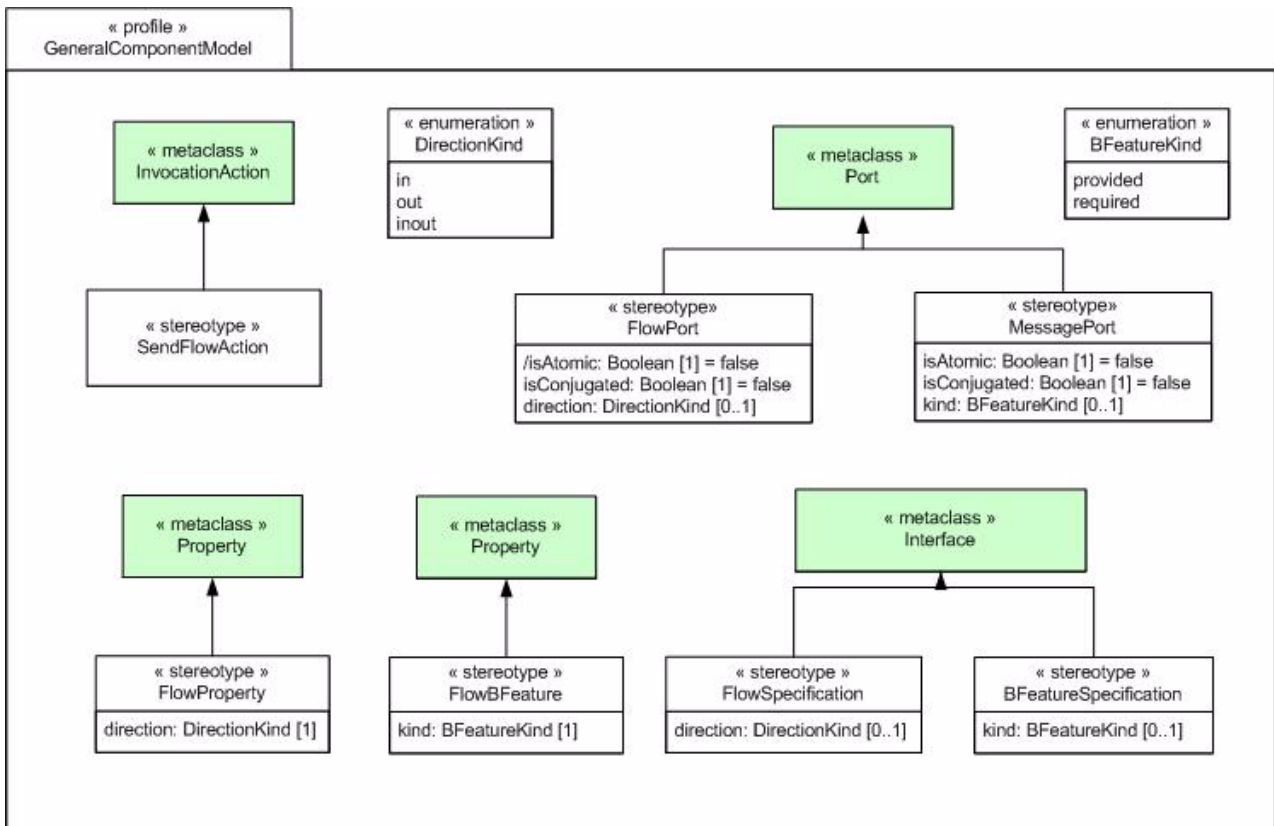 « profile »
GeneralComponentModel
« metaclass »
InvocationAction
« enumeration »
DirectionKind
in
out
inout
« metaclass »
Port
« enumeration »
BFeatureKind
provided
required
« stereotype »
SendFlowAction
« stereotype»
FlowPort
/isAtomic: Boolean [1] = false
isConjugated: Boolean [1] = false
direction: DirectionKind [0..1]
« stereotype»
MessagePort
isAtomic: Boolean [1] = false
isConjugated: Boolean [1] = false
kind: BFeatureKind [0..1]
« metaclass »
Property
« metaclass »
Property
« metaclass »
Interface
« stereotype »
FlowProperty
direction: DirectionKind [1]
« stereotype »
FlowBFeature
kind: BFeatureKind [1]
« stereotype »
FlowSpecification
direction: DirectionKind [0..1]
« stereotype »
BFeatureSpecification
kind: BFeatureKind [0..1]